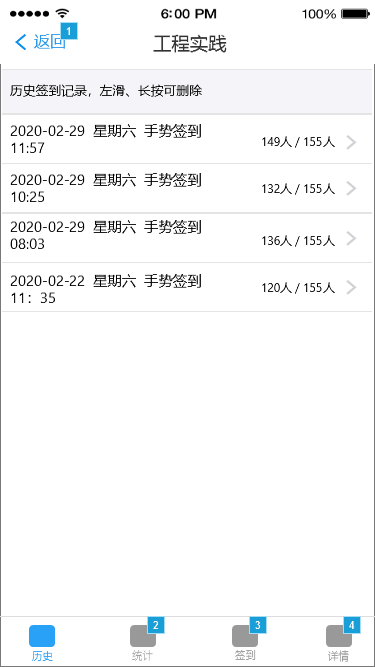 6:00 PM 100%
返回 1
工程实践
历史签到记录，左滑、长按可删除
2020-02-29 星期六 手势签到
11:57
149人 / 155人
2020-02-29 星期六 手势签到
10:25
132人 / 155人
2020-02-29 星期六 手势签到
08:03
136人 / 155人
2020-02-22 星期六 手势签到
11：35
120人 / 155人
2 3 4
历史 统计 签到 详情